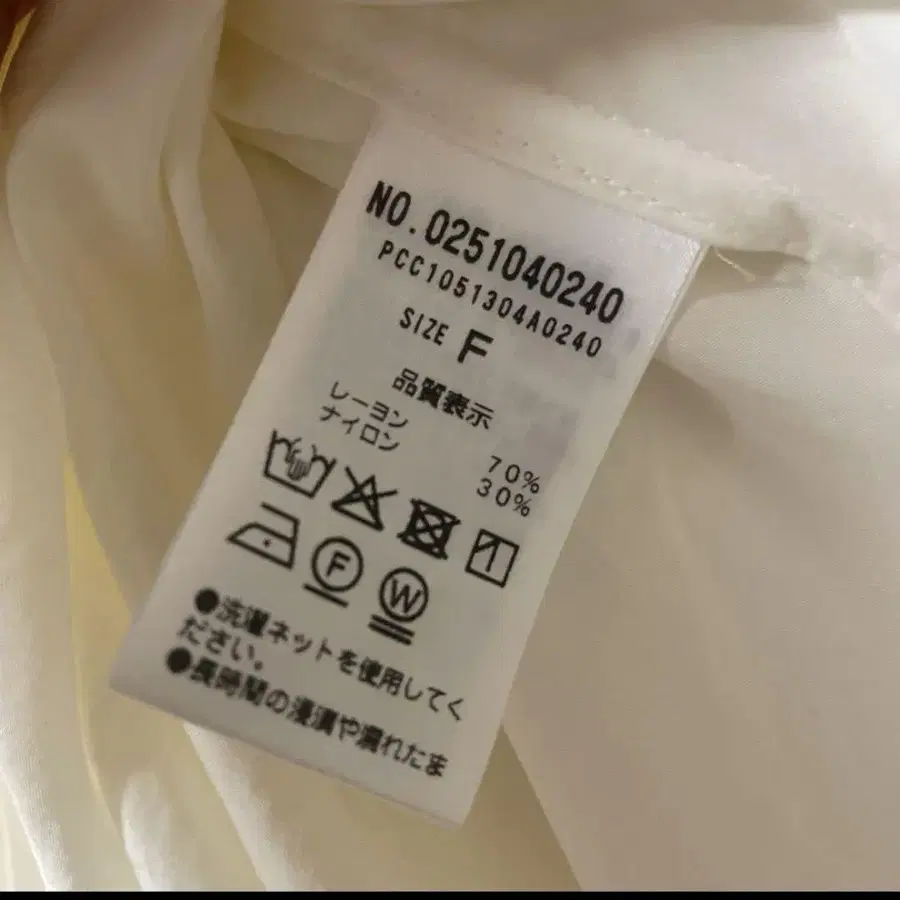 NO.0251040240
PCC1051304A0240
SIZE F
品質表示
レーヨン 70%
ナイロン 30%
F
W
●洗濯ネットを使用してく
ださい。
●長時間の浸漬や濡れたま